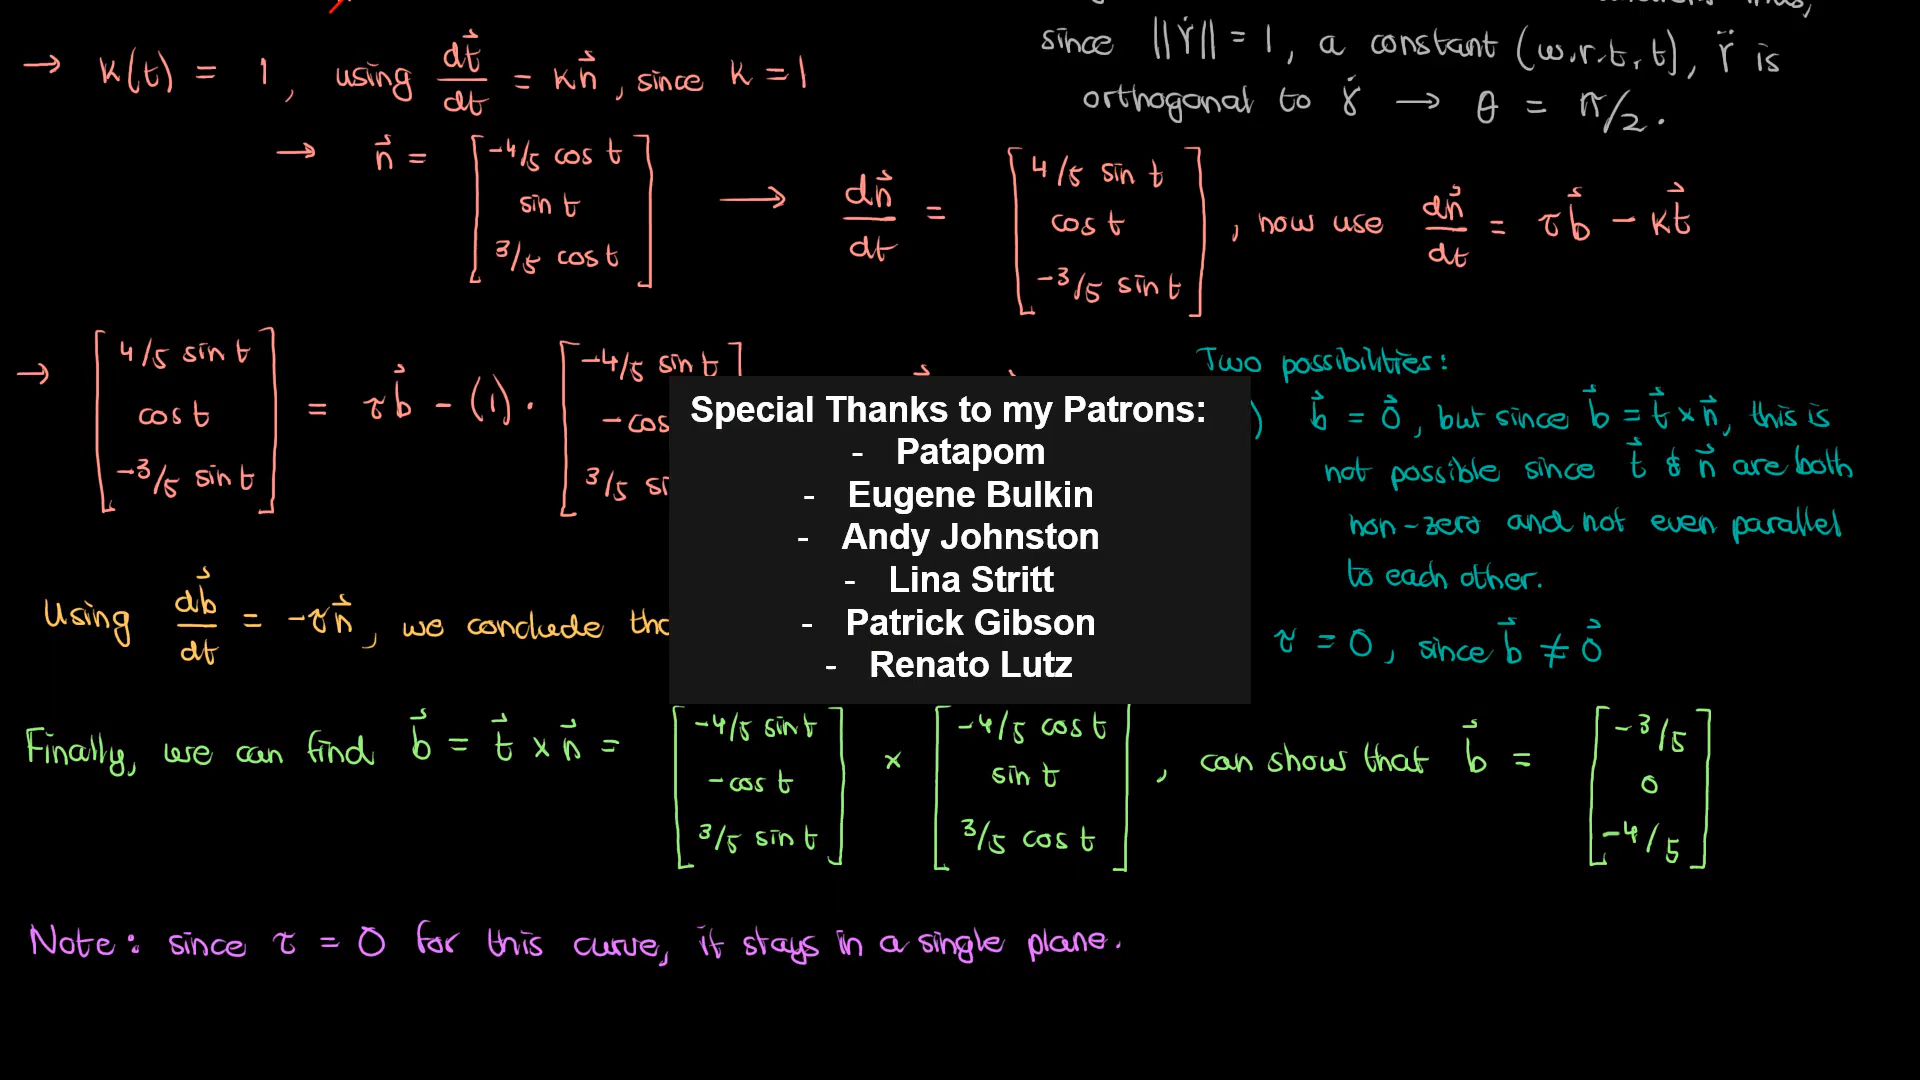 since ||γ̇|| = 1, a constant (w.r.t. t), γ̈ is
orthogonal to γ̇ → θ = π/2.
→ κ(t) = 1, using dt⃗/dt = κn⃗, since κ = 1
→ n⃗ = [-4/5 cos t
sin t
3/5 cos t] → dn⃗/dt = [4/5 sin t
cos t
-3/5 sin t], now use dn⃗/dt = τb⃗ - κt⃗
→ [4/5 sin t
cos t
-3/5 sin t] = τb⃗ - (1)· [-4/5 sin t
-cos
3/5 si
Two possibilities:
) b⃗ = 0⃗, but since b⃗ = t⃗ × n⃗, this is
not possible since t⃗ & n⃗ are both
non-zero and not even parallel
to each other.
τ = 0, since b⃗ ≠ 0⃗
Special Thanks to my Patrons:
- Patapom
- Eugene Bulkin
- Andy Johnston
- Lina Stritt
- Patrick Gibson
- Renato Lutz
Using db⃗/dt = -τn⃗, we conclude tha
Finally, we can find b⃗ = t⃗ × n⃗ = [-4/5 sin t
-cos t
3/5 sin t] × [-4/5 cos t
sin t
3/5 cos t], can show that b⃗ = [-3/5
0
-4/5]
Note: since τ = 0 for this curve, it stays in a single plane.